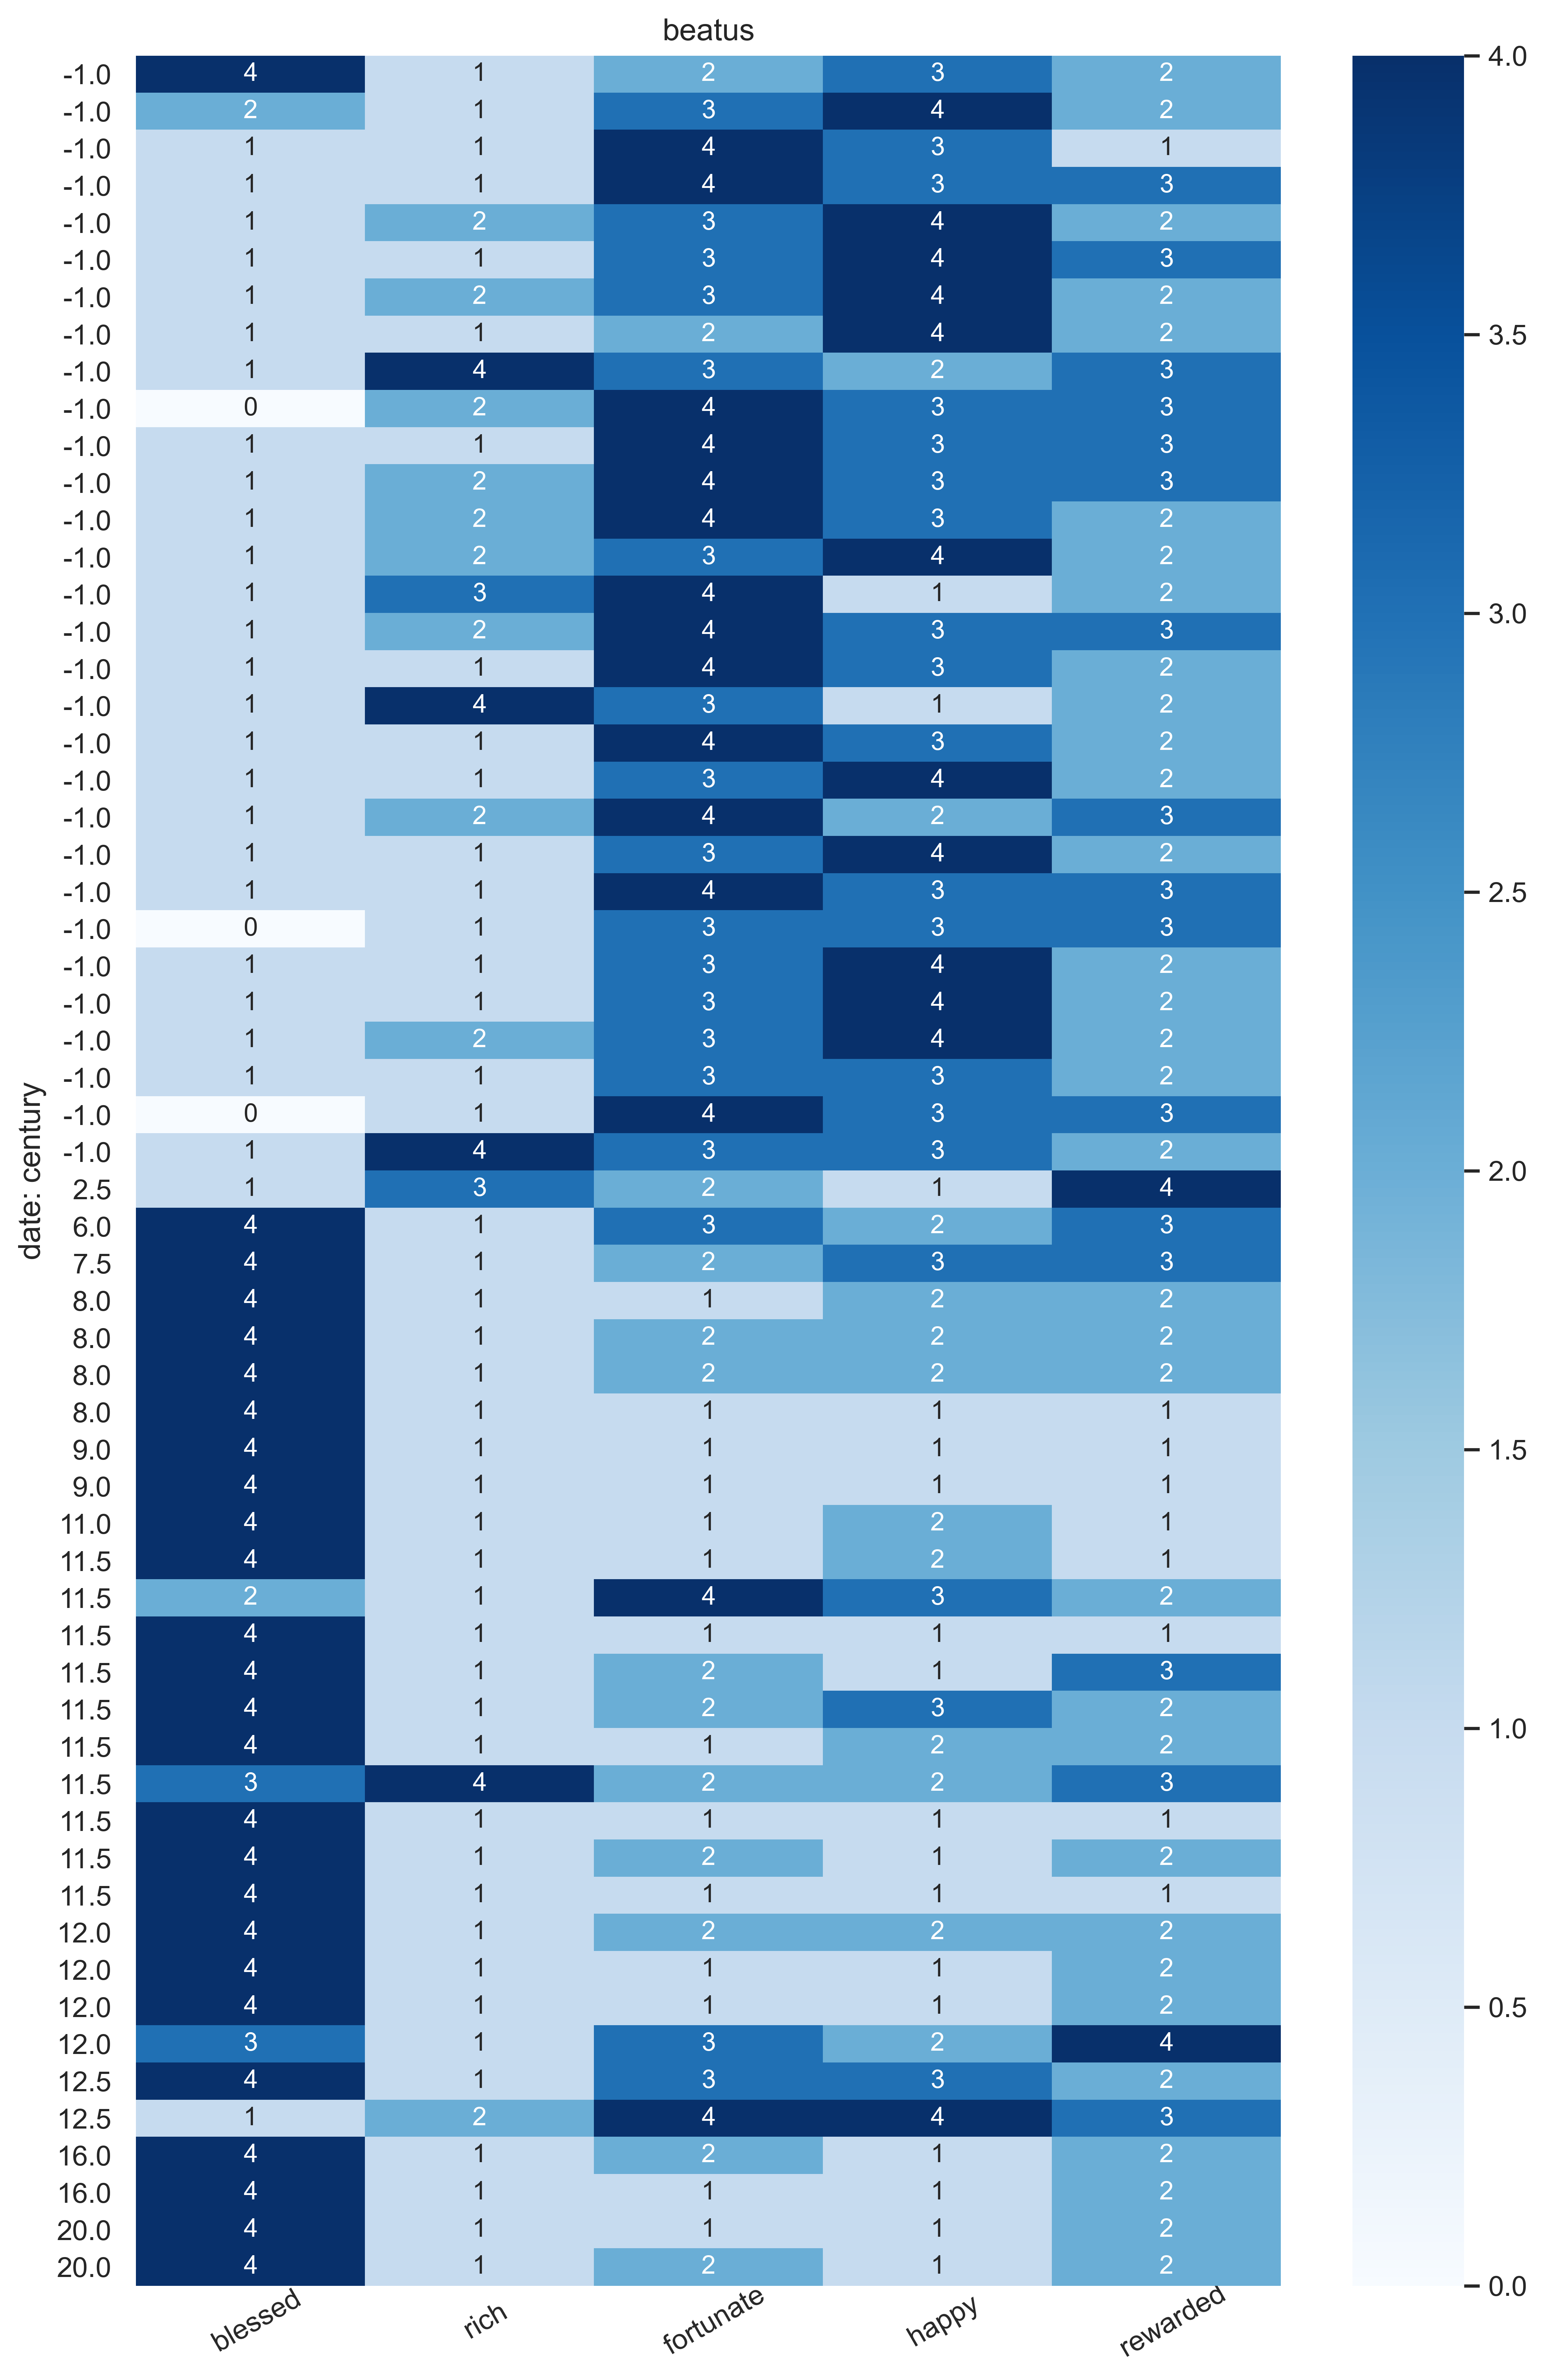 beatus
-1.0 4 1 2 3 2 4.0
-1.0 2 1 3 4 2
-1.0 1 1 4 3 1
-1.0 1 1 4 3 3
-1.0 1 2 3 4 2
-1.0 1 1 3 4 3
-1.0 1 2 3 4 2
-1.0 1 1 2 4 2 3.5
-1.0 1 4 3 2 3
-1.0 0 2 4 3 3
-1.0 1 1 4 3 3
-1.0 1 2 4 3 3
-1.0 1 2 4 3 2
-1.0 1 2 3 4 2
-1.0 1 3 4 1 2
-1.0 1 2 4 3 3 3.0
-1.0 1 1 4 3 2
-1.0 1 4 3 1 2
-1.0 1 1 4 3 2
-1.0 1 1 3 4 2
-1.0 1 2 4 2 3
-1.0 1 1 3 4 2
-1.0 1 1 4 3 3 2.5
-1.0 0 1 3 3 3
-1.0 1 1 3 4 2
-1.0 1 1 3 4 2
-1.0 1 2 3 4 2
-1.0 1 1 3 3 2
-1.0 0 1 4 3 3
-1.0 1 4 3 3 2 2.0
date: century
2.5 1 3 2 1 4
6.0 4 1 3 2 3
7.5 4 1 2 3 3
8.0 4 1 1 2 2
8.0 4 1 2 2 2
8.0 4 1 2 2 2
8.0 4 1 1 1 1
9.0 4 1 1 1 1 1.5
9.0 4 1 1 1 1
11.0 4 1 1 2 1
11.5 4 1 1 2 1
11.5 2 1 4 3 2
11.5 4 1 1 1 1
11.5 4 1 2 1 3
11.5 4 1 2 3 2 1.0
11.5 4 1 1 2 2
11.5 3 4 2 2 3
11.5 4 1 1 1 1
11.5 4 1 2 1 2
11.5 4 1 1 1 1
12.0 4 1 2 2 2
12.0 4 1 1 1 2
12.0 4 1 1 1 2 0.5
12.0 3 1 3 2 4
12.5 4 1 3 3 2
12.5 1 2 4 4 3
16.0 4 1 2 1 2
16.0 4 1 1 1 2
20.0 4 1 1 1 2
20.0 4 1 2 1 2 0.0
blessed rich fortunate happy rewarded